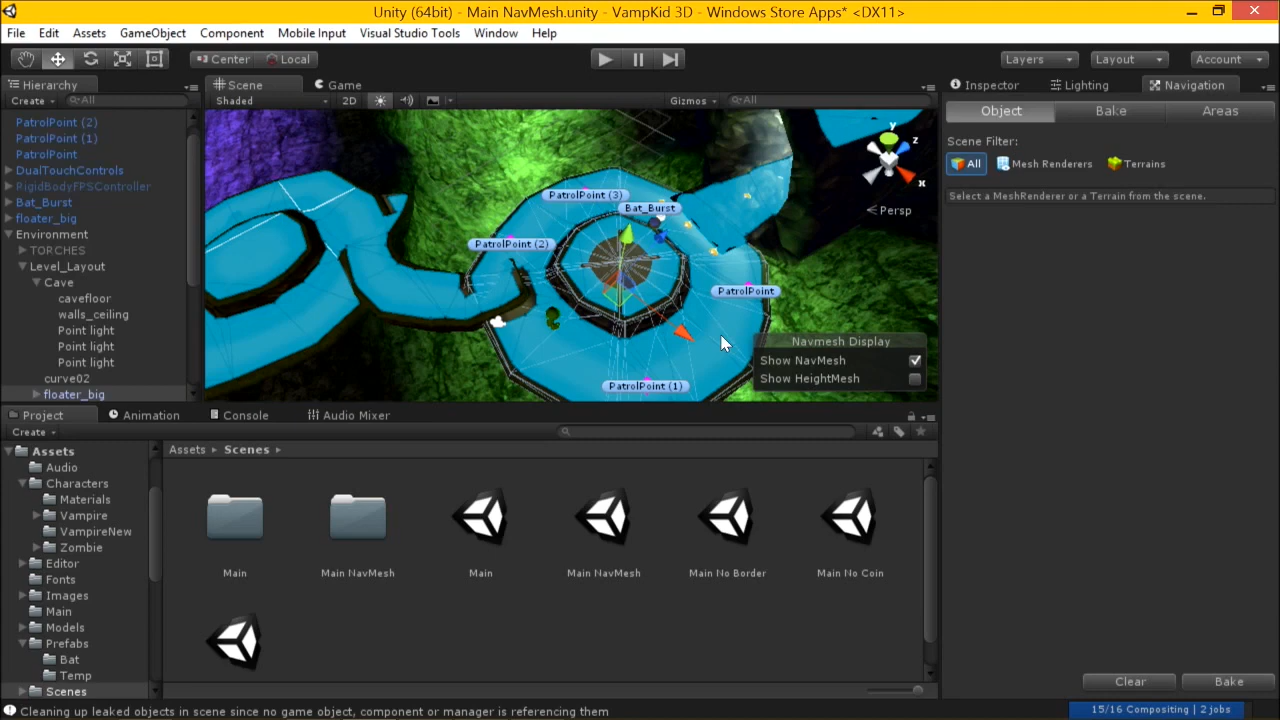 Unity (64bit) - Main NavMesh.unity - VampKid 3D - Windows Store Apps* <DX11>
File Edit Assets GameObject Component Mobile Input Visual Studio Tools Window Help
Center Local Layers Layout Account
Hierarchy Scene Game Inspector Lighting Navigation
Create All Shaded 2D Gizmos All
Object Bake Areas
PatrolPoint (2)
PatrolPoint (1)
PatrolPoint
DualTouchControls
RigidBodyFPSController
Bat_Burst
floater_big
Environment
TORCHES
Level_Layout
Cave
cavefloor
walls_ceiling
Point light
Point light
Point light
curve02
floater_big
y
z
x
Persp
PatrolPoint (3)
Bat_Burst
PatrolPoint (2)
PatrolPoint
PatrolPoint (1)
Navmesh Display
Show NavMesh
Show HeightMesh
Scene Filter:
All Mesh Renderers Terrains
Select a MeshRenderer or a Terrain from the scene.
Project Animation Console Audio Mixer
Create
Assets
Audio
Characters
Materials
Vampire
VampireNew
Zombie
Editor
Fonts
Images
Main
Models
Prefabs
Bat
Temp
Scenes
Assets Scenes
Main Main NavMesh Main Main NavMesh Main No Border Main No Coin
Clear Bake
Cleaning up leaked objects in scene since no game object, component or manager is referencing them
15/16 Compositing | 2 jobs